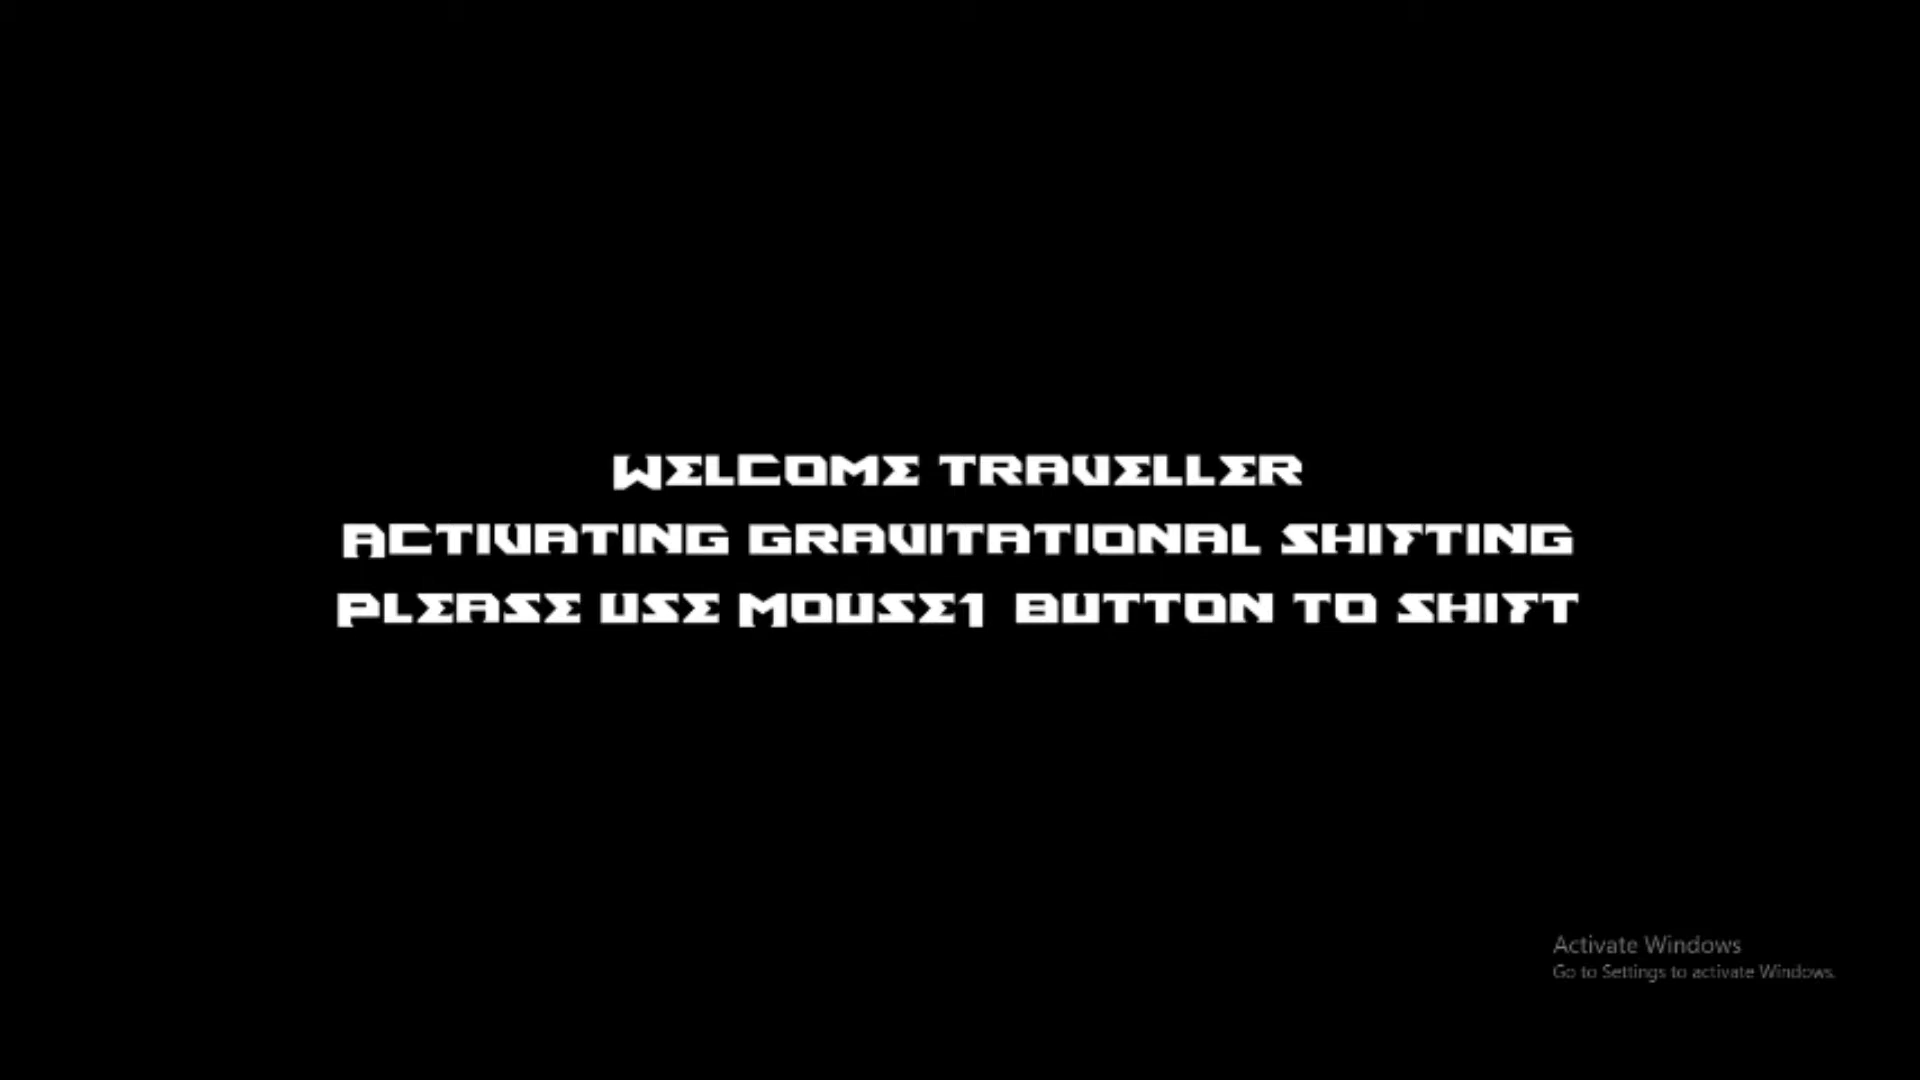 WELCOME TRAVELLER
ACTIVATING GRAVITATIONAL SHIFTING
PLEASE USE MOUSE1 BUTTON TO SHIFT
Activate Windows
Go to Settings to activate Windows.